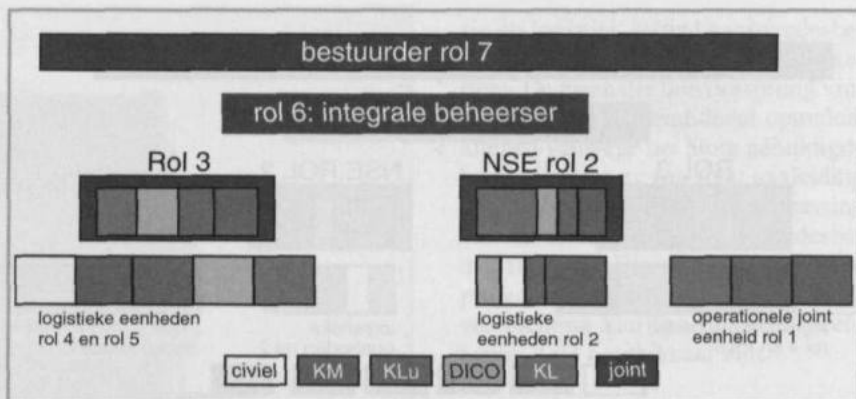 bestuurder rol 7
rol 6: integrale beheerser
Rol 3
NSE rol 2
logistieke eenheden
rol 4 en rol 5
logistieke
eenheden rol 2
operationele joint
eenheid rol 1
civiel
KM
KLu
DICO
KL
joint